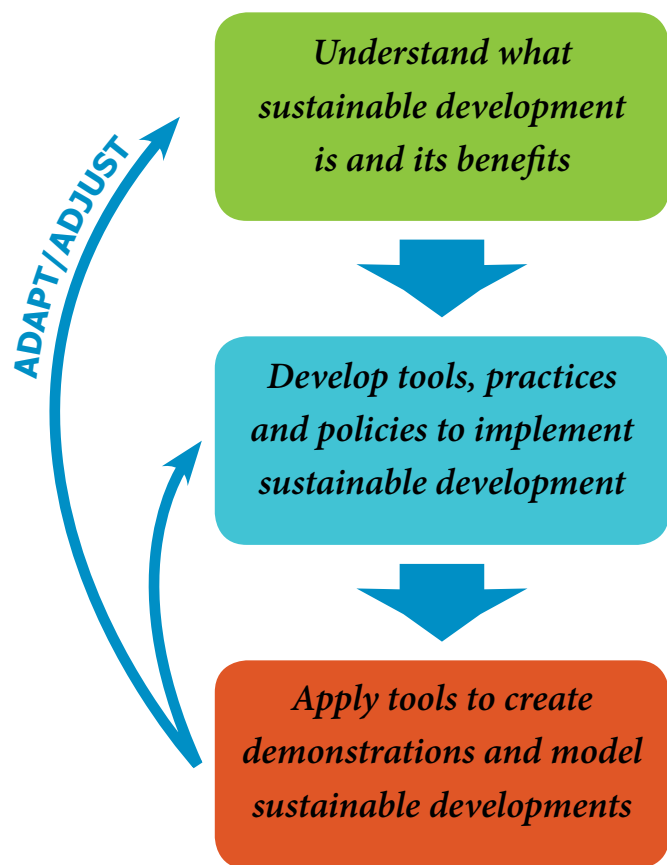 Understand what
sustainable development
is and its benefits
ADAPT/ADJUST
Develop tools, practices
and policies to implement
sustainable development
Apply tools to create
demonstrations and model
sustainable developments